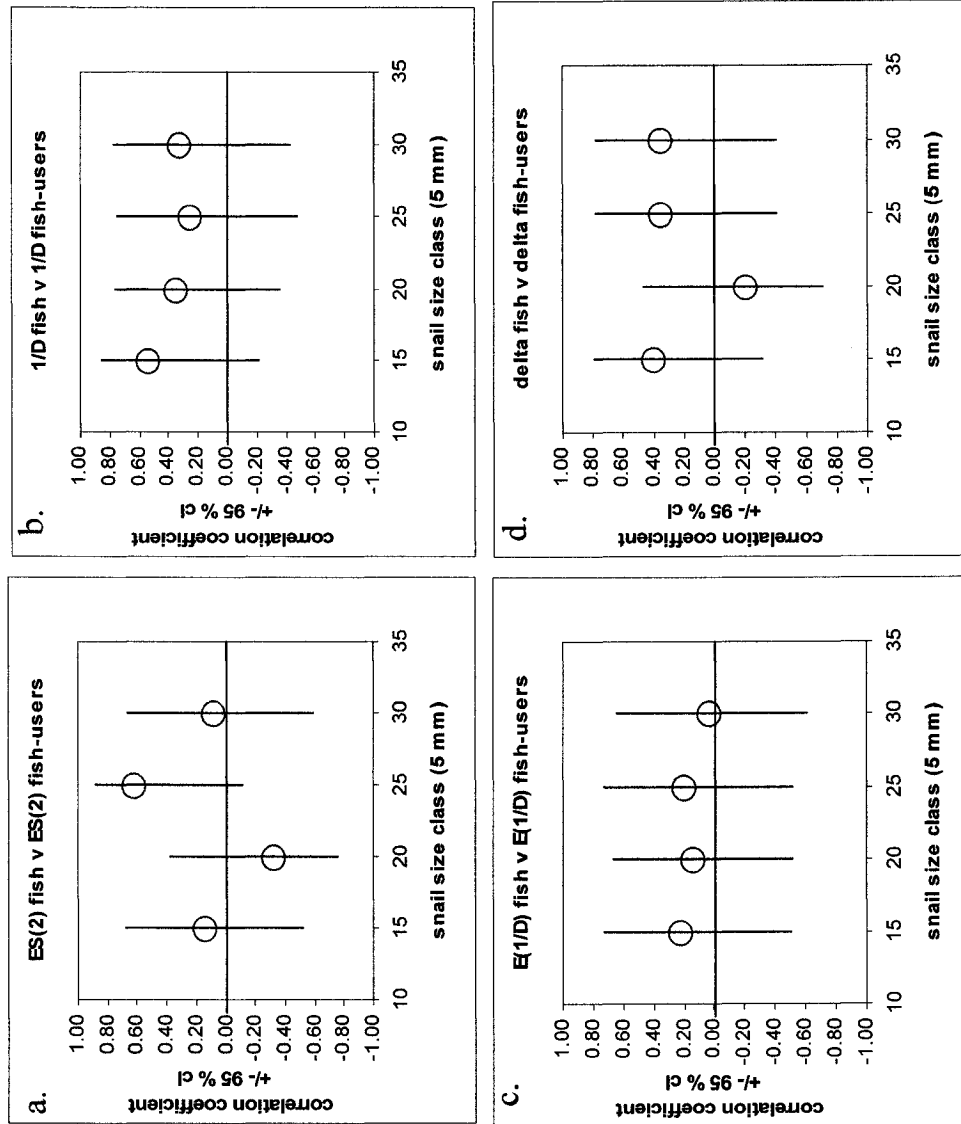 a.
ES(2) fish v ES(2) fish-users
correlation coefficient
+/- 95 % cl
1.00
0.80
0.60
0.40
0.20
0.00
-0.20
-0.40
-0.60
-0.80
-1.00
10 15 20 25 30 35
snail size class (5 mm)
b.
1/D fish v 1/D fish-users
correlation coefficient
+/- 95 % cl
1.00
0.80
0.60
0.40
0.20
0.00
-0.20
-0.40
-0.60
-0.80
-1.00
10 15 20 25 30 35
snail size class (5 mm)
c.
E(1/D) fish v E(1/D) fish-users
correlation coefficient
+/- 95 % cl
1.00
0.80
0.60
0.40
0.20
0.00
-0.20
-0.40
-0.60
-0.80
-1.00
10 15 20 25 30 35
snail size class (5 mm)
d.
delta fish v delta fish-users
correlation coefficient
+/- 95 % cl
1.00
0.80
0.60
0.40
0.20
0.00
-0.20
-0.40
-0.60
-0.80
-1.00
10 15 20 25 30 35
snail size class (5 mm)